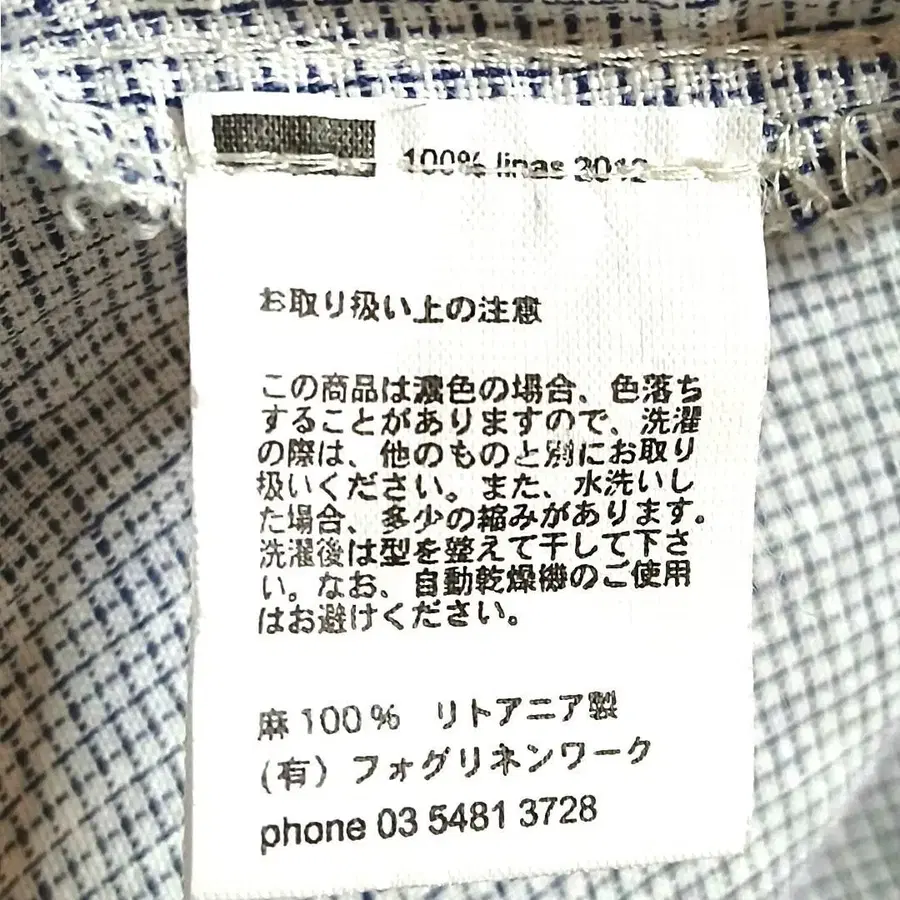 100% linas 2012
お取り扱い上の注意
この商品は濃色の場合、色落ち
することがありますので、洗濯
の際は、他のものと別にお取り
扱いください。また、水洗いし
た場合、多少の縮みがあります。
洗濯後は型を整えて干して下さ
い。なお、自動乾燥機のご使用
はお避けください。
麻100% リトアニア製
(有) フォグリネンワーク
phone 03 5481 3728